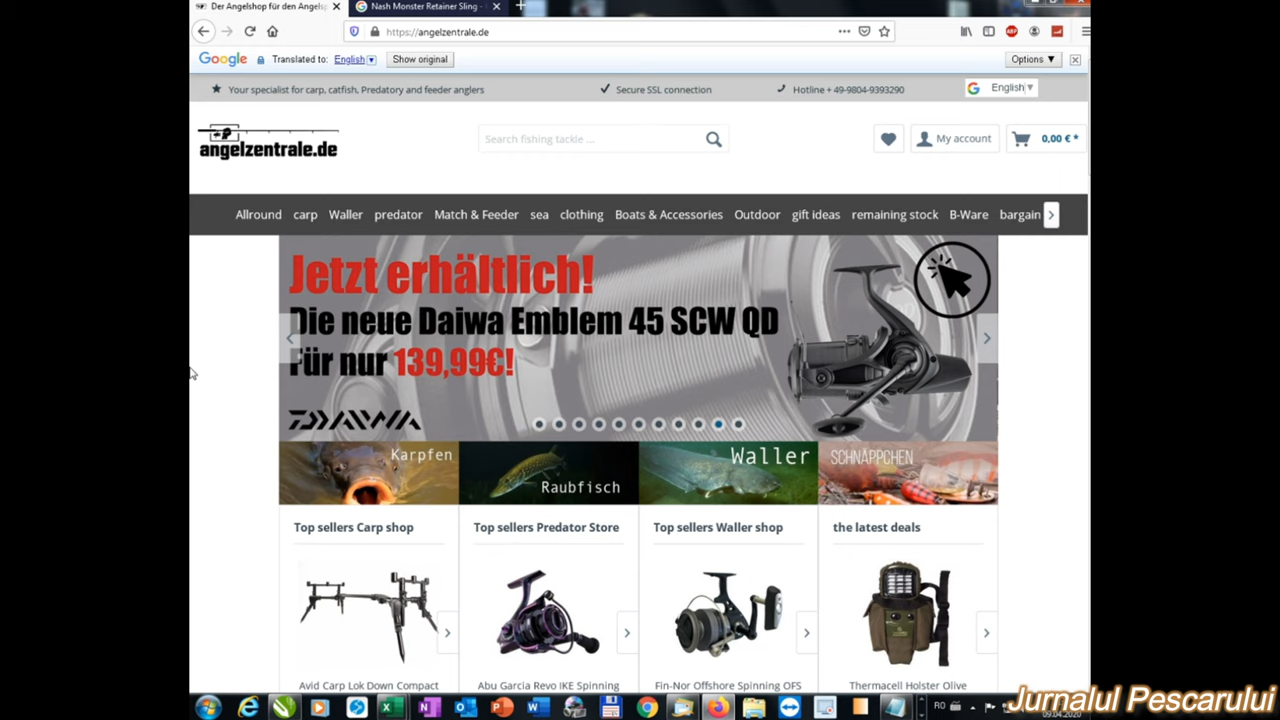 Der Angelshop für den Angels
Nash Monster Retainer Sling -
https://angelzentrale.de
ABP
Google Translated to: English Show original Options ▼
Your specialist for carp, catfish, Predatory and feeder anglers Secure SSL connection Hotline + 49-9804-9393290 English
angelzentrale.de
Search fishing tackle ...
My account
0,00 € *
Allround carp Waller predator Match & Feeder sea clothing Boats & Accessories Outdoor gift ideas remaining stock B-Ware bargain
Jetzt erhältlich!
Die neue Daiwa Emblem 45 SCW QD
Für nur 139,99€!
DAIWA
Karpfen
Raubfisch
Waller
SCHNÄPPCHEN
Top sellers Carp shop
Top sellers Predator Store
Top sellers Waller shop
the latest deals
Avid Carp Lok Down Compact
Abu Garcia Revo IKE Spinning
Fin-Nor Offshore Spinning OFS
Thermacell Holster Olive
RO
09.04.2020
Jurnalul Pescarului